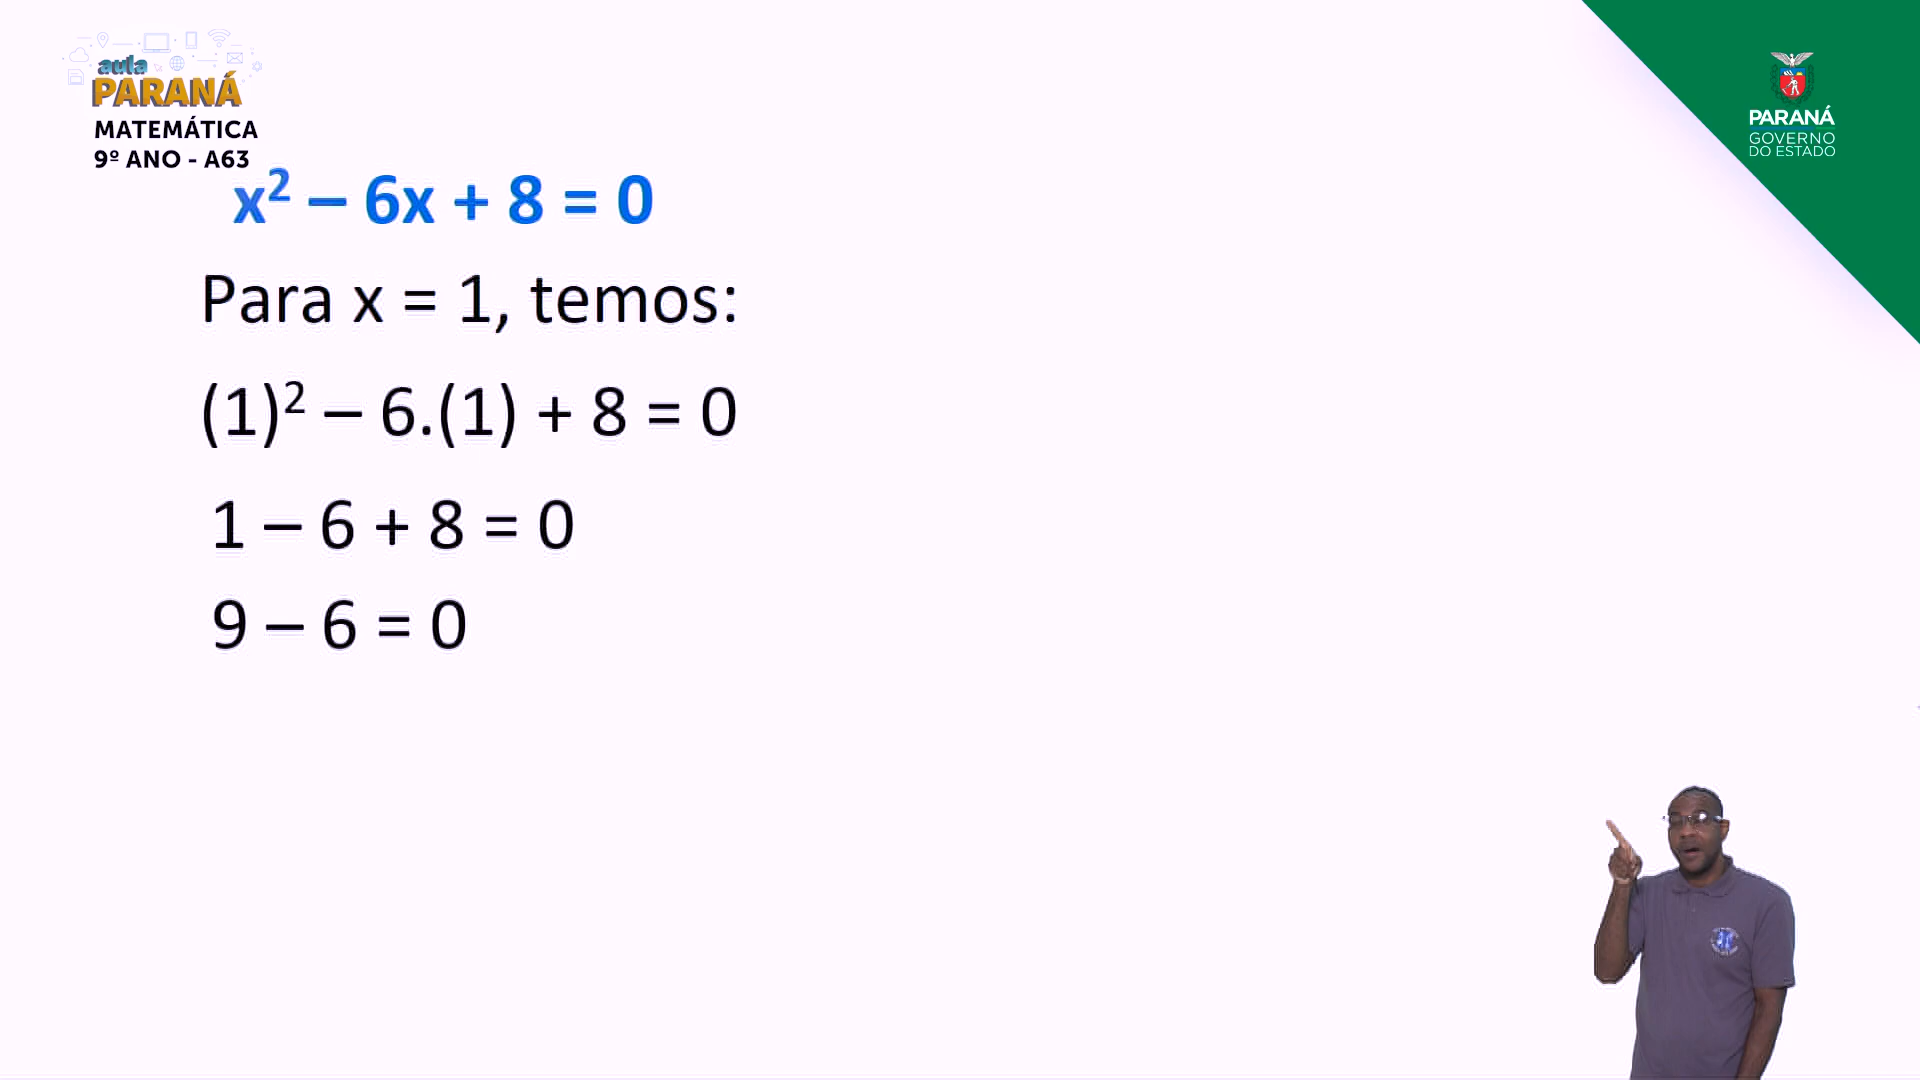 aula
PARANÁ
MATEMÁTICA
9º ANO - A63
PARANÁ
GOVERNO
DO ESTADO
x² – 6x + 8 = 0
Para x = 1, temos:
(1)² – 6.(1) + 8 = 0
1 – 6 + 8 = 0
9 – 6 = 0